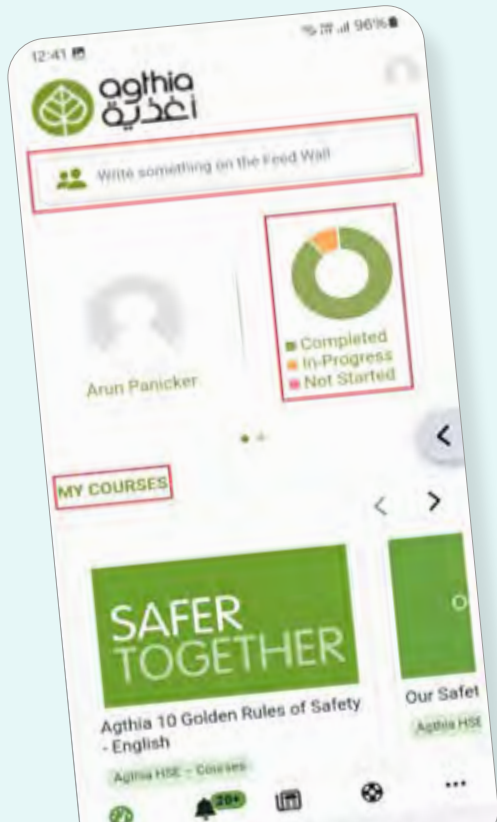 12:41
96%
agthia
أغذية
Write something on the Feed Wall
Completed
In-Progress
Not Started
Arun Panicker
MY COURSES
SAFER
TOGETHER
O
Agthia 10 Golden Rules of Safety
- English
Agthia HSE - Courses
Our Safet
Agthia HSE
20+